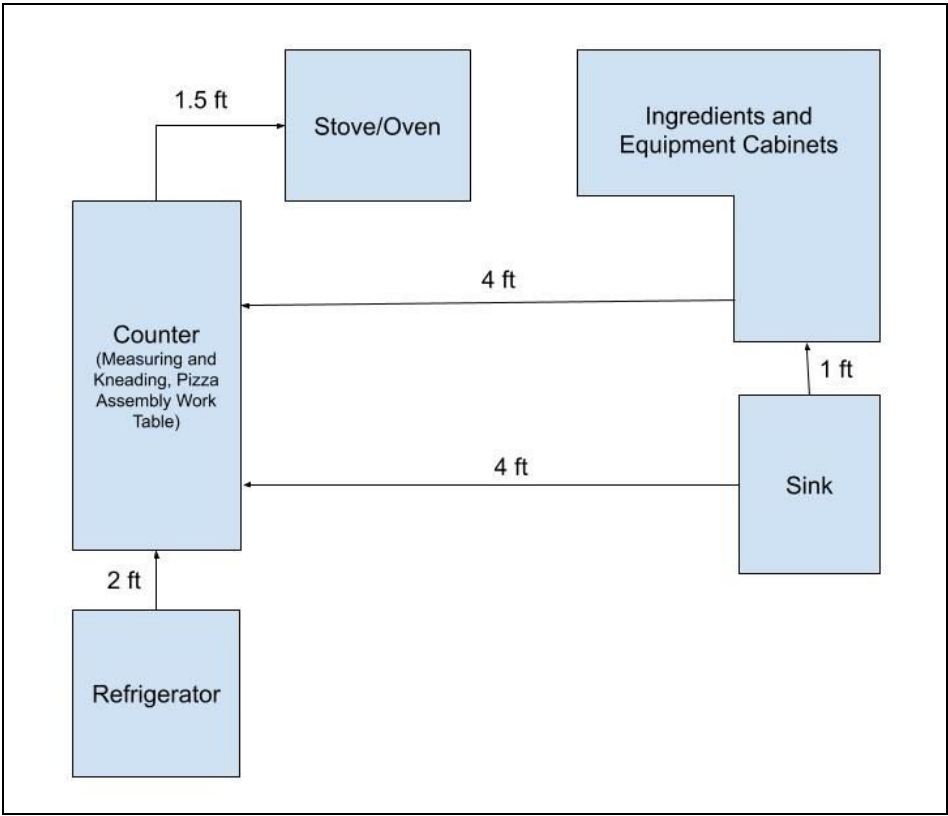 1.5 ft
Stove/Oven
Ingredients and
Equipment Cabinets
4 ft
Counter
(Measuring and
Kneading, Pizza
Assembly Work
Table)
1 ft
4 ft
Sink
2 ft
Refrigerator